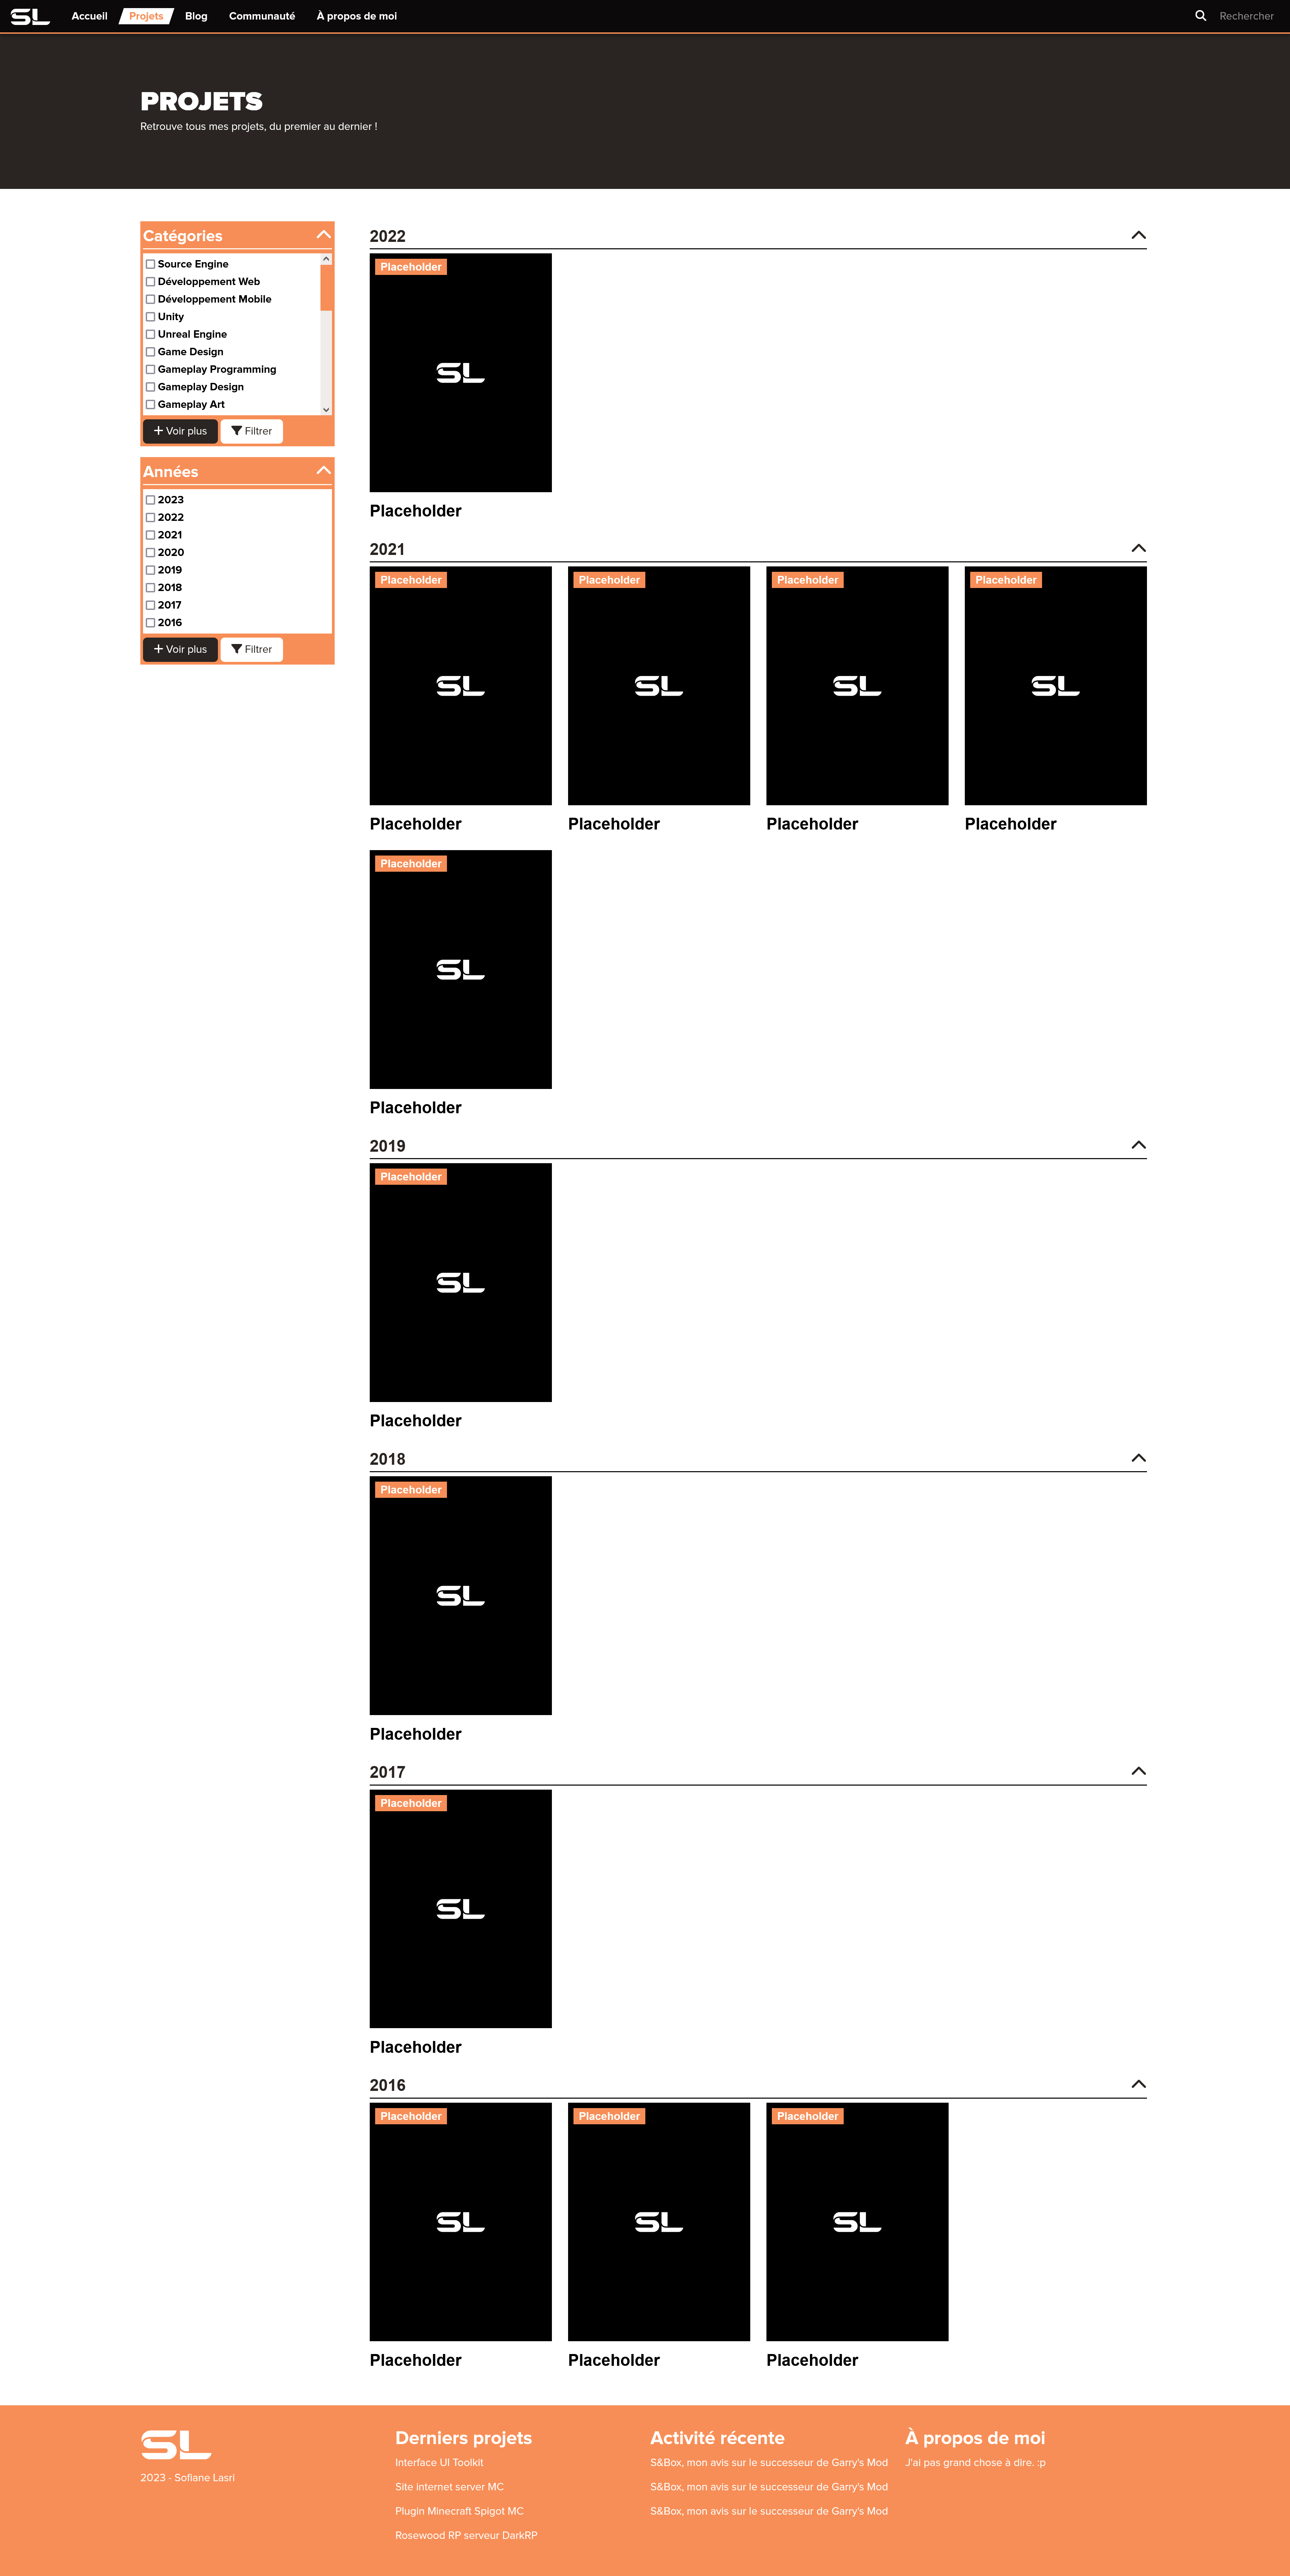 SL
Accueil
Projets
Blog
Communauté
À propos de moi
Rechercher
PROJETS
Retrouve tous mes projets, du premier au dernier !
Catégories
Source Engine
Développement Web
Développement Mobile
Unity
Unreal Engine
Game Design
Gameplay Programming
Gameplay Design
Gameplay Art
Voir plus
Filtrer
Années
2023
2022
2021
2020
2019
2018
2017
2016
Voir plus
Filtrer
2022
Placeholder
SL
Placeholder
2021
Placeholder
SL
Placeholder
Placeholder
SL
Placeholder
Placeholder
SL
Placeholder
Placeholder
SL
Placeholder
Placeholder
SL
Placeholder
2019
Placeholder
SL
Placeholder
2018
Placeholder
SL
Placeholder
2017
Placeholder
SL
Placeholder
2016
Placeholder
SL
Placeholder
Placeholder
SL
Placeholder
Placeholder
SL
Placeholder
SL
2023 - Sofiane Lasri
Derniers projets
Interface UI Toolkit
Site internet server MC
Plugin Minecraft Spigot MC
Rosewood RP serveur DarkRP
Activité récente
S&Box, mon avis sur le successeur de Garry's Mod
S&Box, mon avis sur le successeur de Garry's Mod
S&Box, mon avis sur le successeur de Garry's Mod
À propos de moi
J'ai pas grand chose à dire. :p